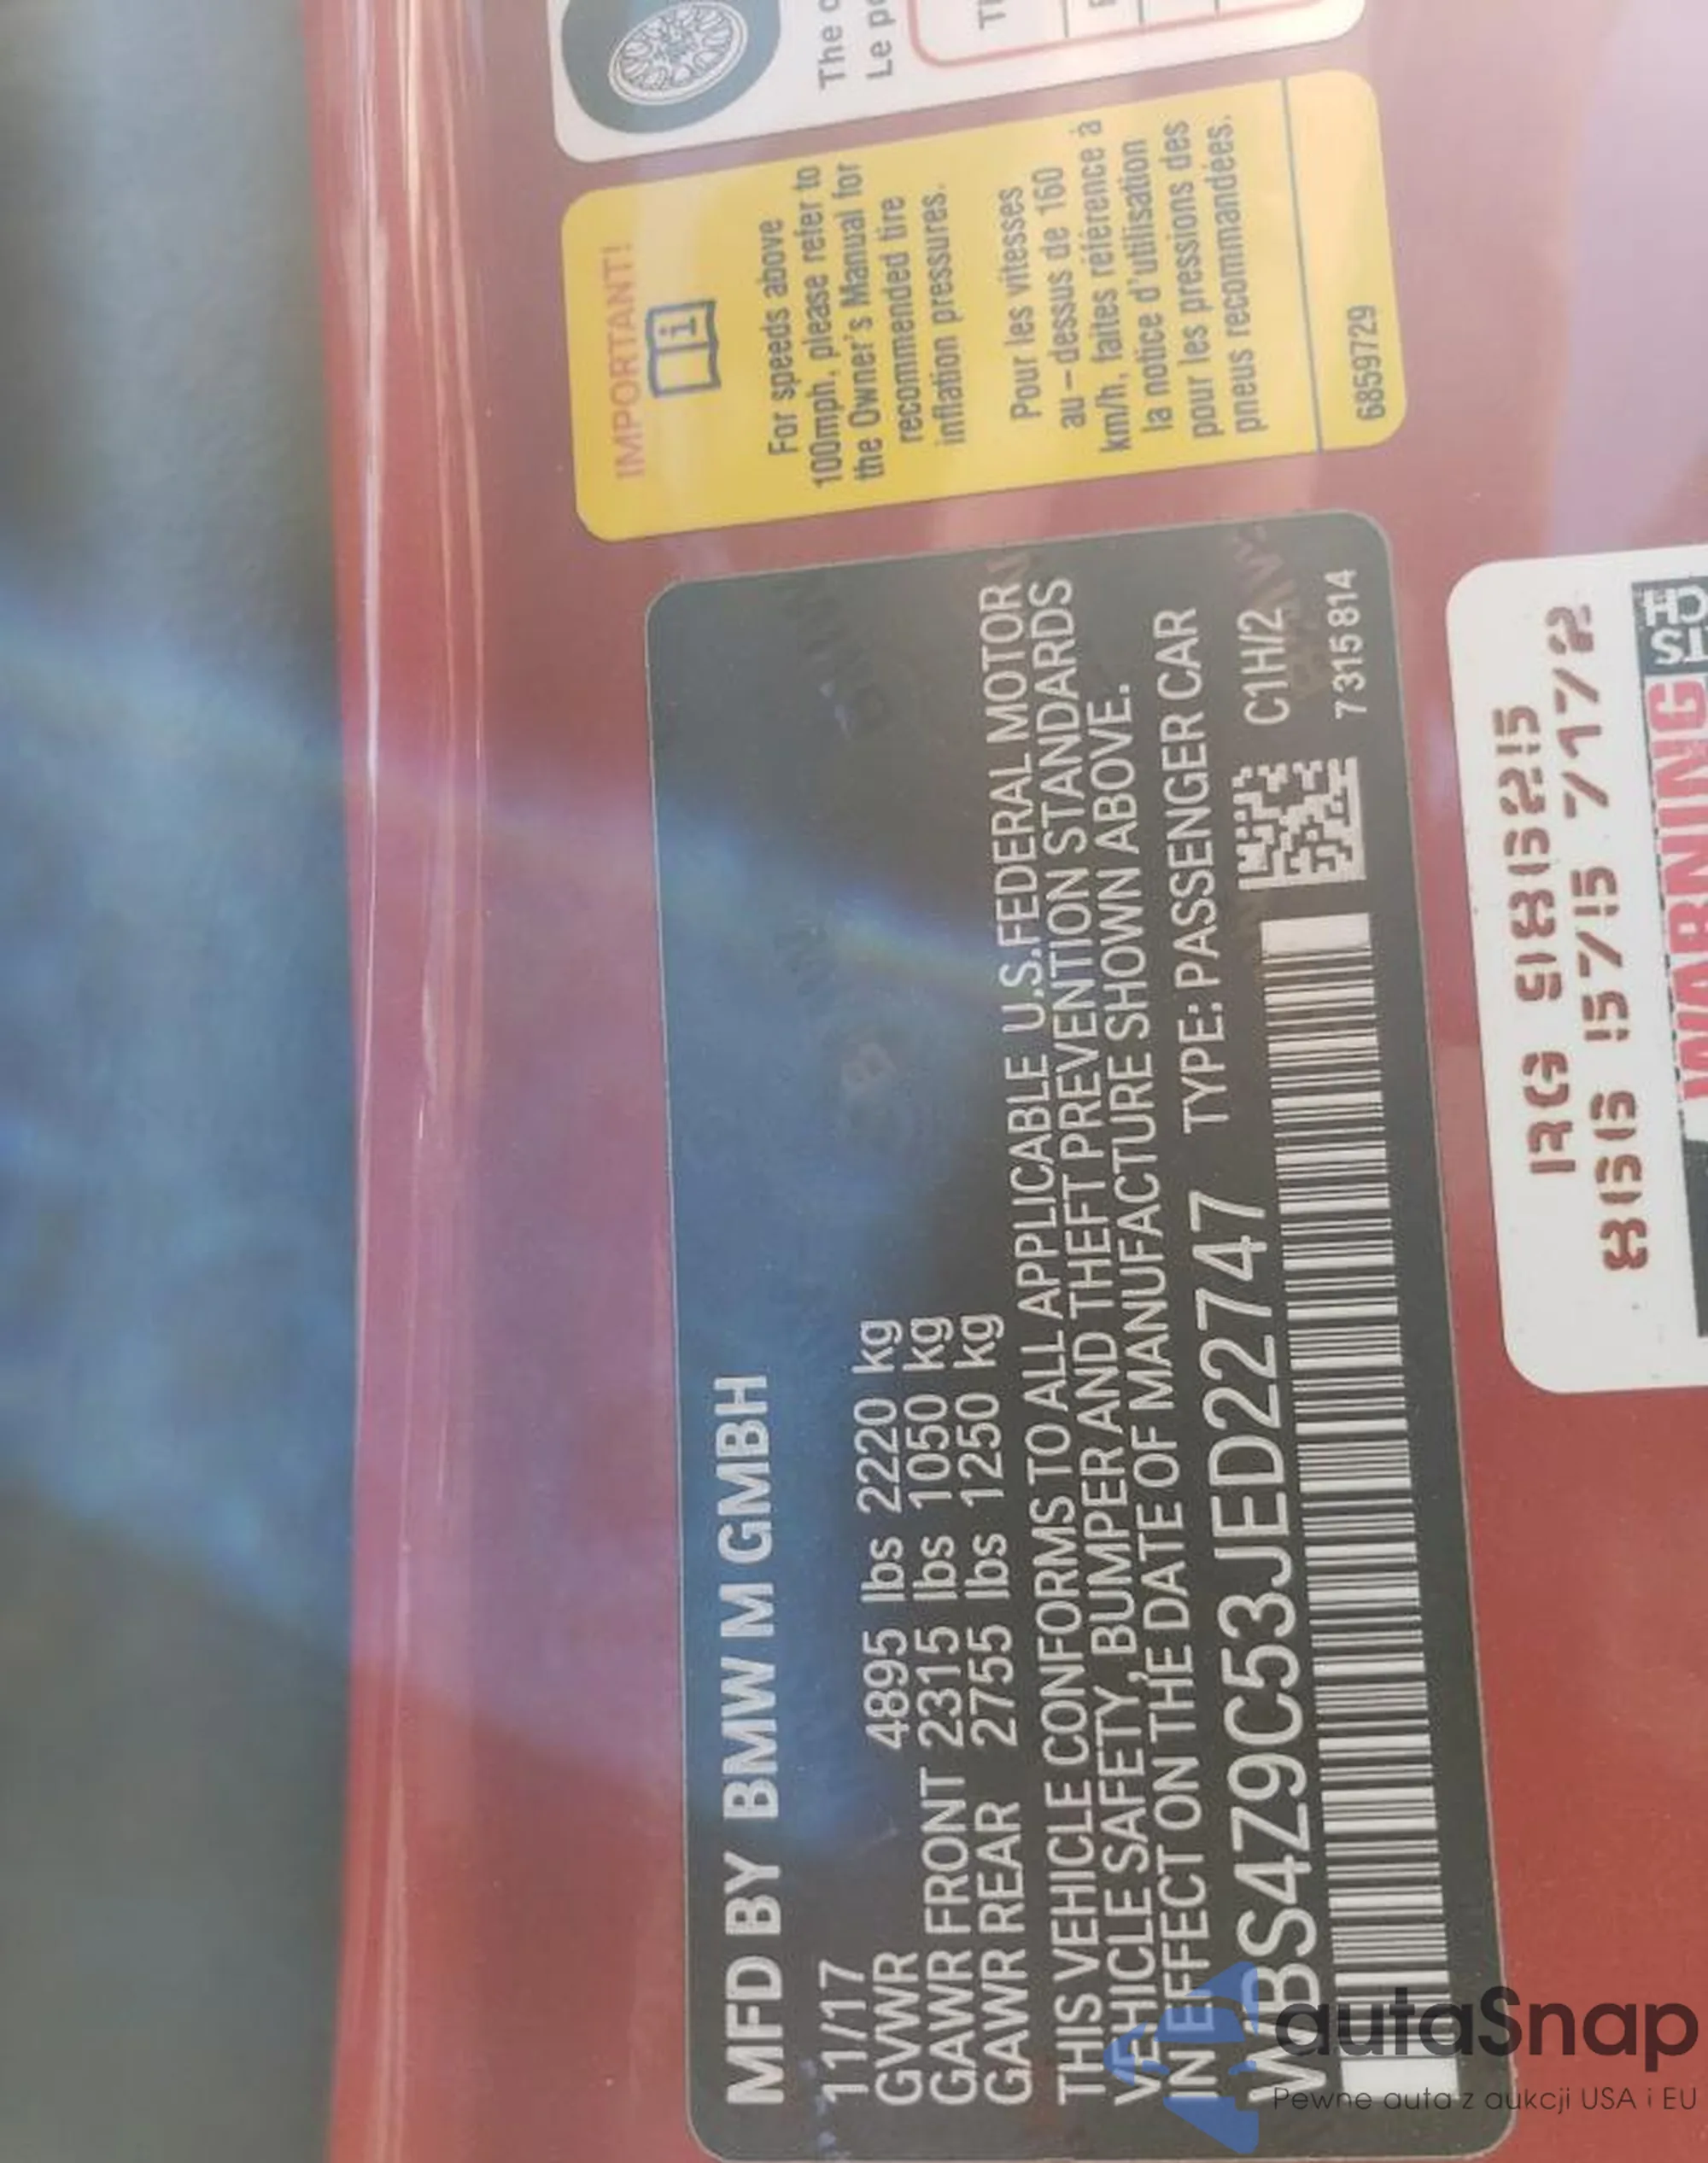 MFD BY BMW M GMBH
11/17
GVWR 4895 lbs 2220 kg
GAWR FRONT 2315 lbs 1050 kg
GAWR REAR 2755 lbs 1250 kg
THIS VEHICLE CONFORMS TO ALL APPLICABLE U.S.FEDERAL MOTOR
VEHICLE SAFETY, BUMPER AND THEFT PREVENTION STANDARDS
IN EFFECT ON THE DATE OF MANUFACTURE SHOWN ABOVE.
WBS4Z9C53JED22747 TYPE: PASSENGER CAR
C1H/2
7315814
IMPORTANT!
i
For speeds above
100mph, please refer to
the Owner's Manual for
recommended tire
inflation pressures.
Pour les vitesses
au-dessus de 160
km/h, faites référence à
la notice d'utilisation
pour les pressions des
pneus recommandées.
6859729
The
Le
WARNING
autaSnap
Pewne auta z aukcji USA i EU